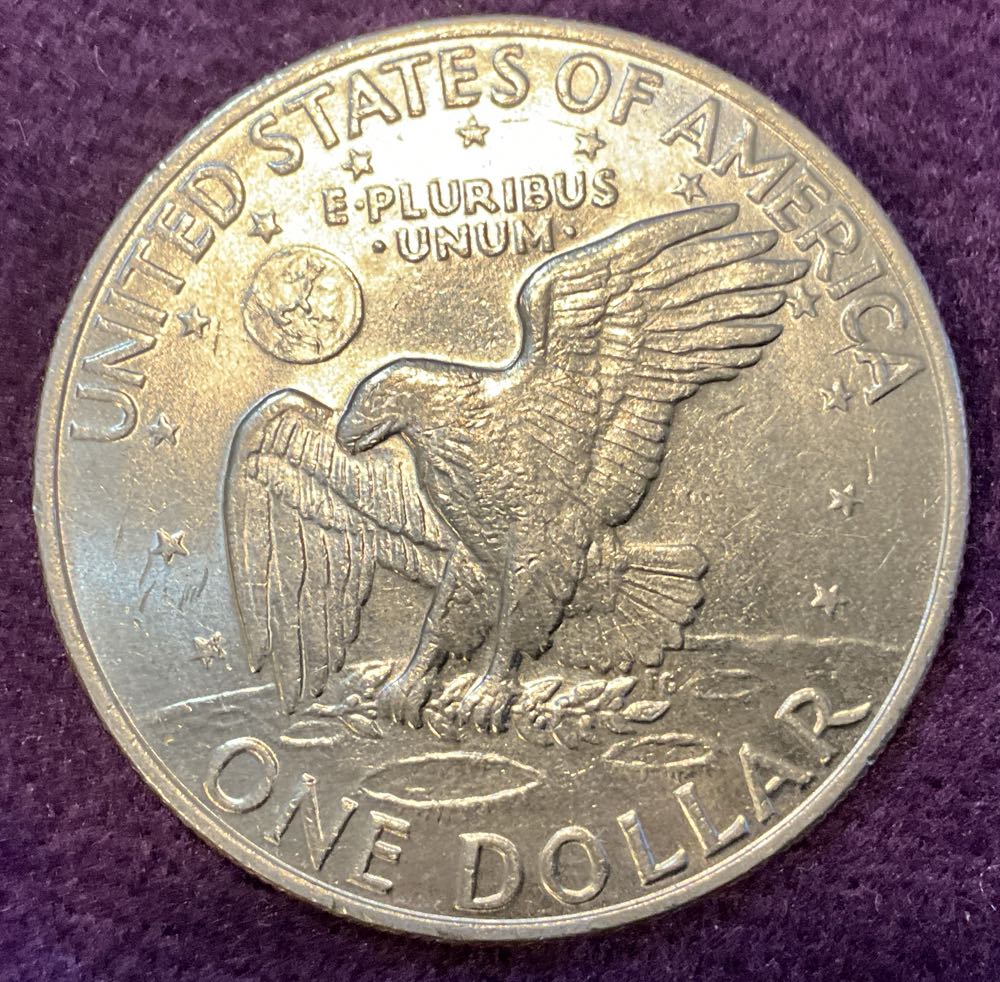 UNITED STATES OF AMERICA
E·PLURIBUS
·UNUM·
ONE DOLLAR